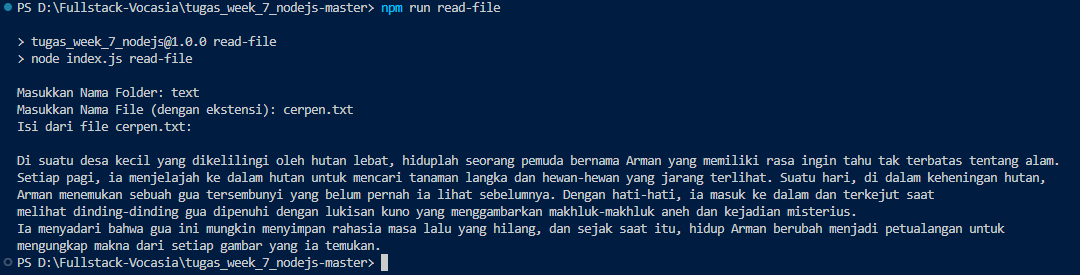 PS D:\Fullstack-Vocasia\tugas_week_7_nodejs-master> npm run read-file
> tugas_week_7_nodejs@1.0.0 read-file
> node index.js read-file
Masukkan Nama Folder: text
Masukkan Nama File (dengan ekstensi): cerpen.txt
Isi dari file cerpen.txt:
Di suatu desa kecil yang dikelilingi oleh hutan lebat, hiduplah seorang pemuda bernama Arman yang memiliki rasa ingin tahu tak terbatas tentang alam.
Setiap pagi, ia menjelajah ke dalam hutan untuk mencari tanaman langka dan hewan-hewan yang jarang terlihat. Suatu hari, di dalam keheningan hutan,
Arman menemukan sebuah gua tersembunyi yang belum pernah ia lihat sebelumnya. Dengan hati-hati, ia masuk ke dalam dan terkejut saat
melihat dinding-dinding gua dipenuhi dengan lukisan kuno yang menggambarkan makhluk-makhluk aneh dan kejadian misterius.
Ia menyadari bahwa gua ini mungkin menyimpan rahasia masa lalu yang hilang, dan sejak saat itu, hidup Arman berubah menjadi petualangan untuk
mengungkap makna dari setiap gambar yang ia temukan.
PS D:\Fullstack-Vocasia\tugas_week_7_nodejs-master>